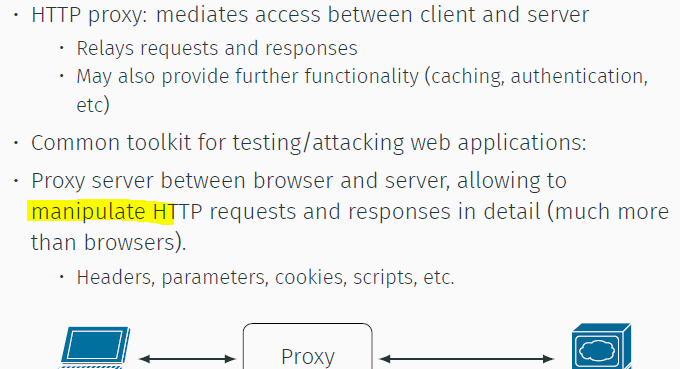 • HTTP proxy: mediates access between client and server
• Relays requests and responses
• May also provide further functionality (caching, authentication,
etc)
• Common toolkit for testing/attacking web applications:
• Proxy server between browser and server, allowing to
manipulate HTTP requests and responses in detail (much more
than browsers).
• Headers, parameters, cookies, scripts, etc.
Proxy